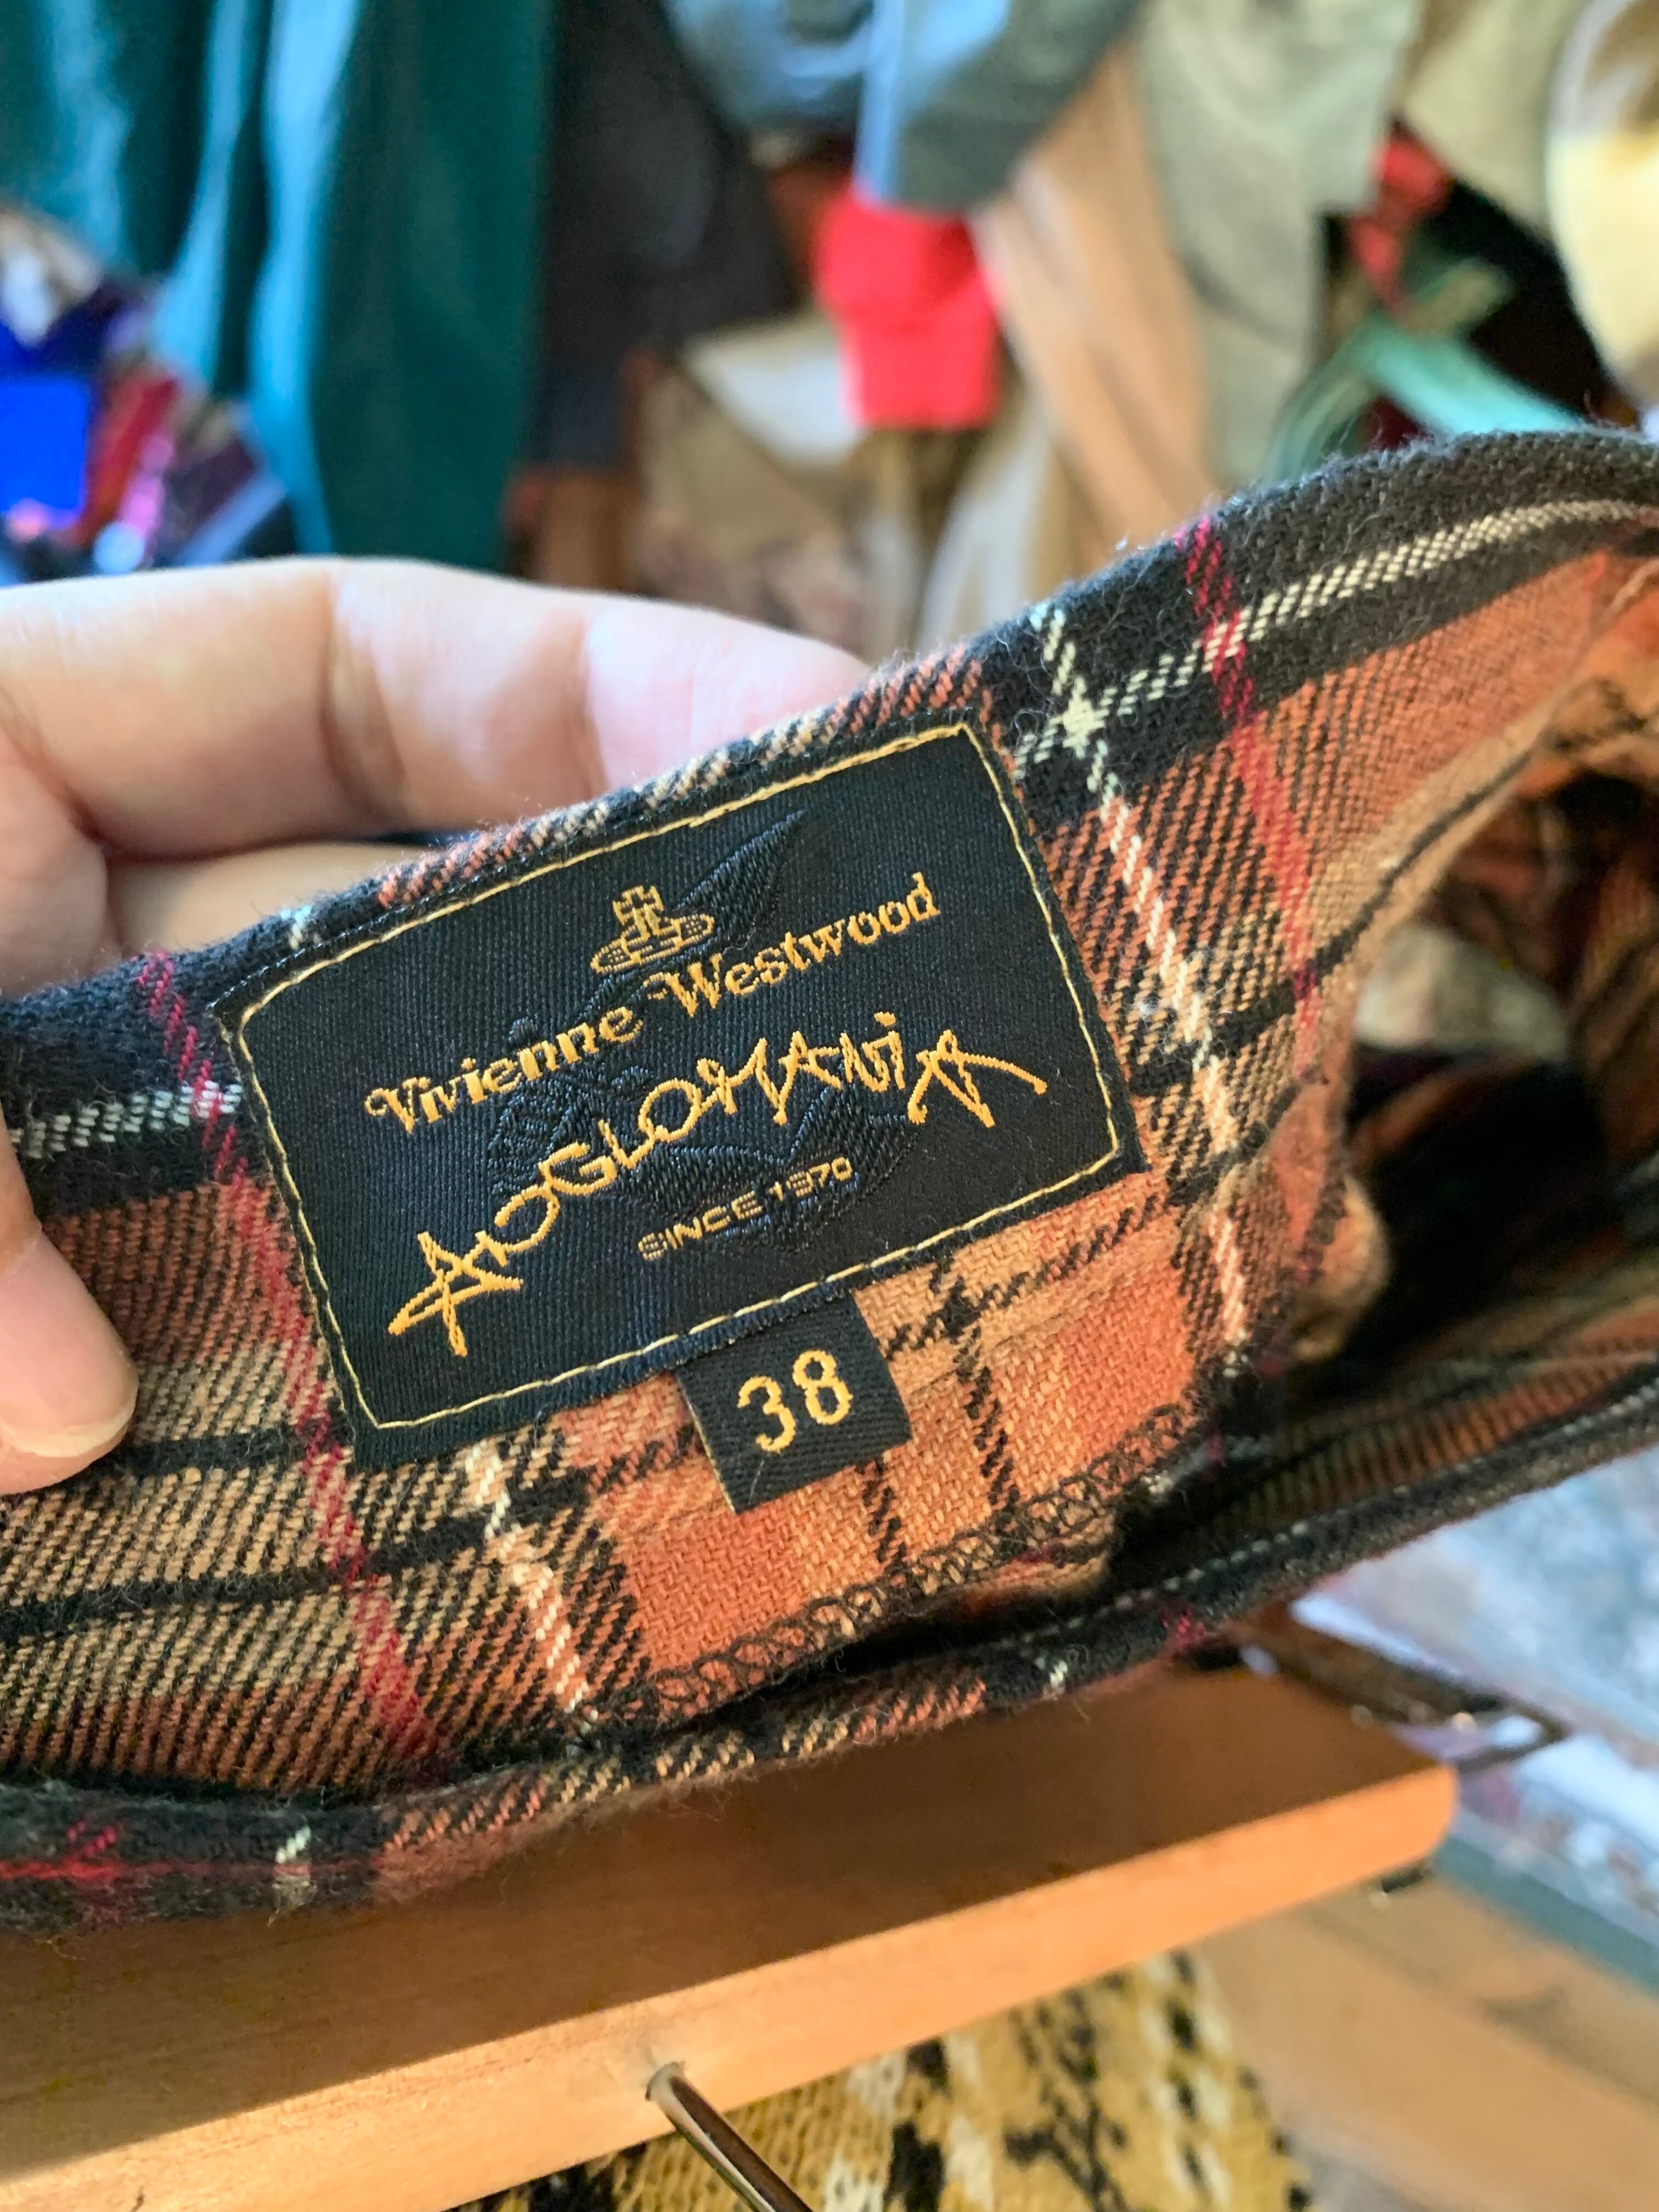 Vivienne Westwood
ANGLOMANIA
SINCE 1970
38